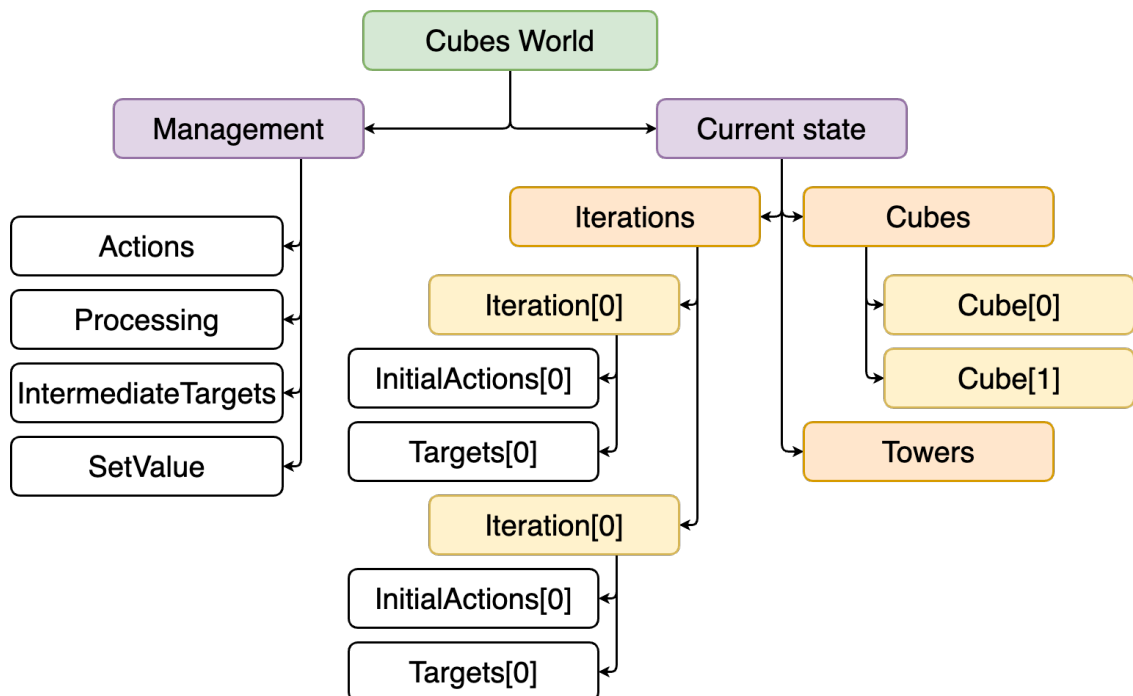 Cubes World
Management
Current state
Actions
Processing
IntermediateTargets
SetValue
Iterations
Iteration[0]
InitialActions[0]
Targets[0]
Iteration[0]
InitialActions[0]
Targets[0]
Cubes
Cube[0]
Cube[1]
Towers